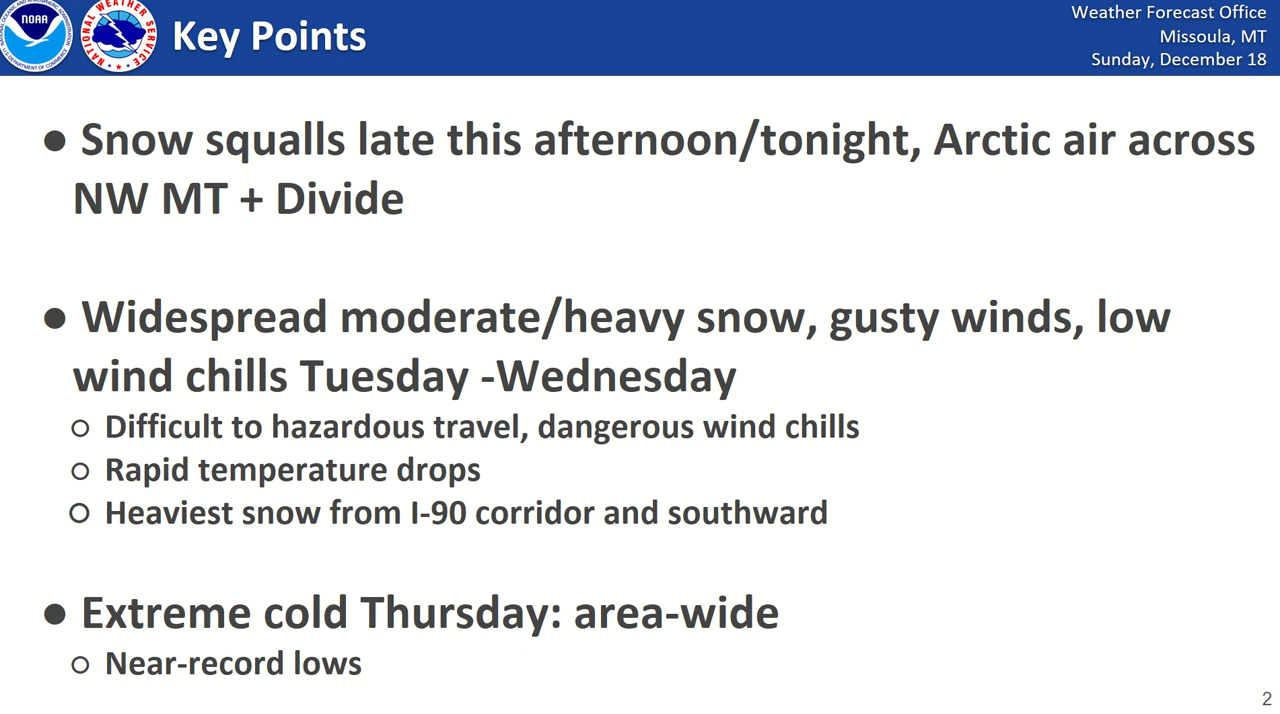 NOAA
NATIONAL WEATHER SERVICE
Key Points
Weather Forecast Office
Missoula, MT
Sunday, December 18
● Snow squalls late this afternoon/tonight, Arctic air across
NW MT + Divide
● Widespread moderate/heavy snow, gusty winds, low
wind chills Tuesday -Wednesday
○ Difficult to hazardous travel, dangerous wind chills
○ Rapid temperature drops
○ Heaviest snow from I-90 corridor and southward
● Extreme cold Thursday: area-wide
○ Near-record lows
2